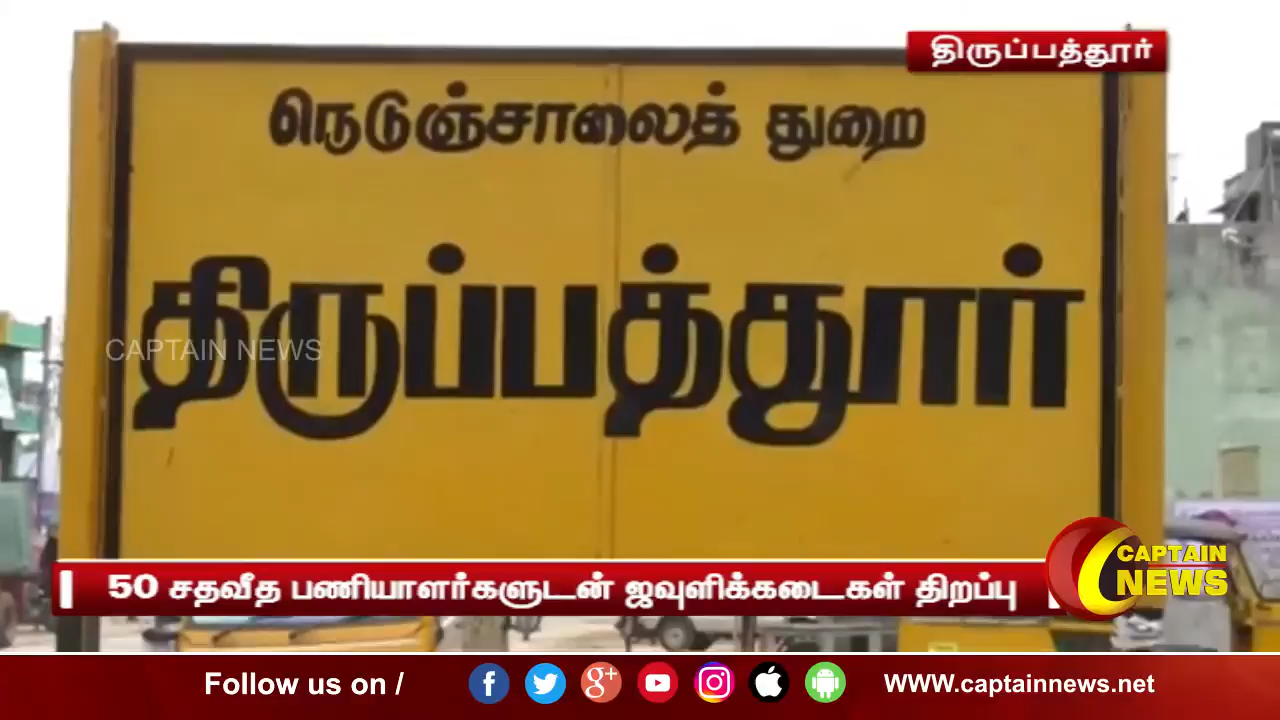 திருப்பத்தூர்
நெடுஞ்சாலைத் துறை
திருப்பத்தூர்
CAPTAIN NEWS
50 சதவீத பணியாளர்களுடன் ஜவுளிக்கடைகள் திறப்பு
CAPTAIN
NEWS
Follow us on /
WWW.captainnews.net